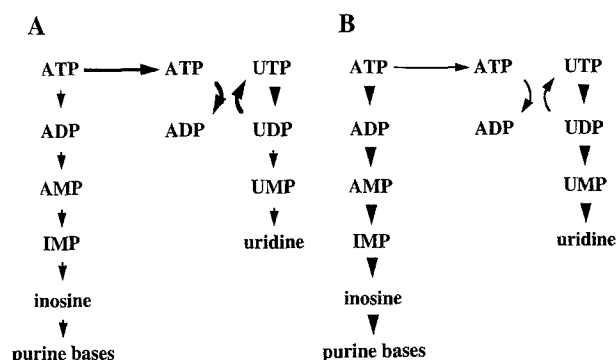 A
B
ATP ATP UTP
ATP ATP UTP
ADP ADP UDP
ADP ADP UDP
AMP UMP
AMP UMP
IMP uridine
IMP uridine
inosine
inosine
purine bases
purine bases